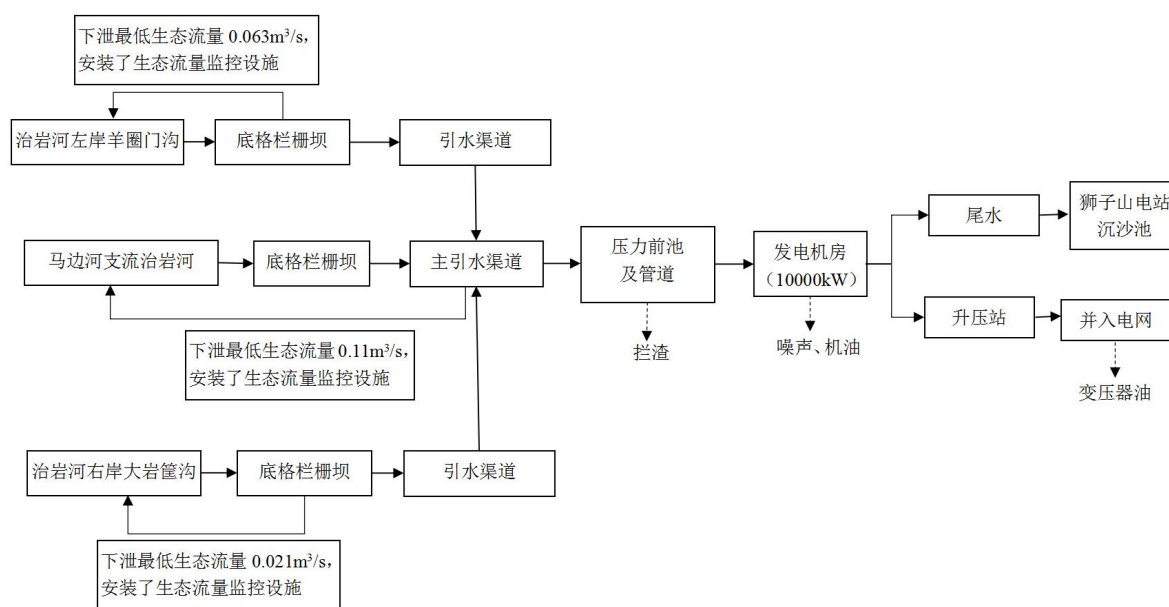 下泄最低生态流量 0.063m³/s，
安装了生态流量监控设施
治岩河左岸羊圈门沟
底格栏栅坝
引水渠道
马边河支流治岩河
底格栏栅坝
主引水渠道
压力前池
及管道
发电机房
（10000kW）
尾水
狮子山电站
沉沙池
升压站
并入电网
拦渣
噪声、机油
变压器油
下泄最低生态流量 0.11m³/s，
安装了生态流量监控设施
治岩河右岸大岩筐沟
底格栏栅坝
引水渠道
下泄最低生态流量 0.021m³/s，
安装了生态流量监控设施